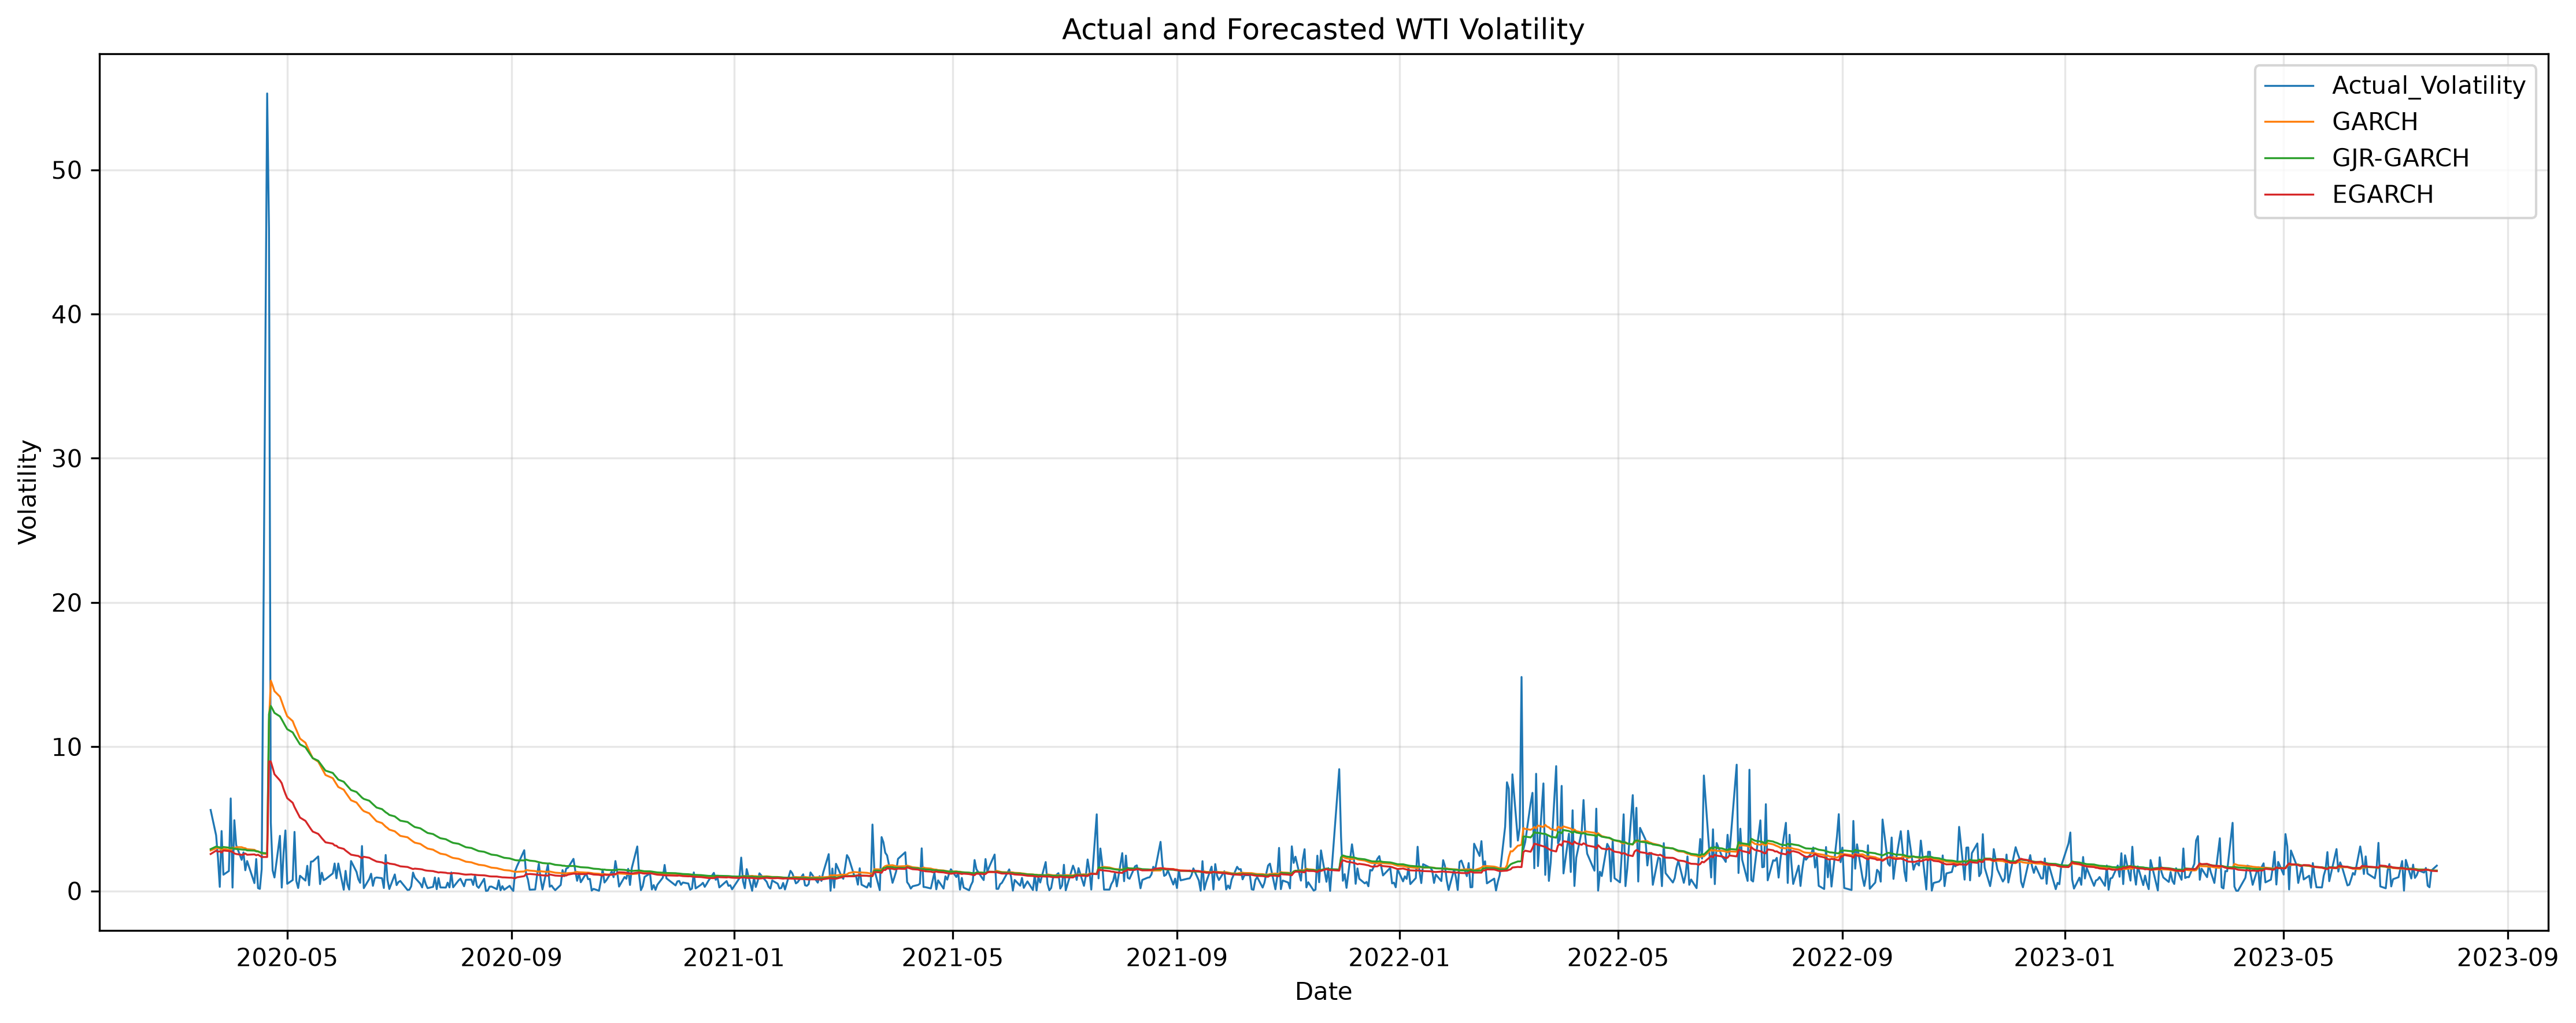 Actual and Forecasted WTI Volatility
Actual_Volatility
GARCH
GJR-GARCH
EGARCH
Volatility
50
40
30
20
10
0
2020-05 2020-09 2021-01 2021-05 2021-09 2022-01 2022-05 2022-09 2023-01 2023-05 2023-09
Date